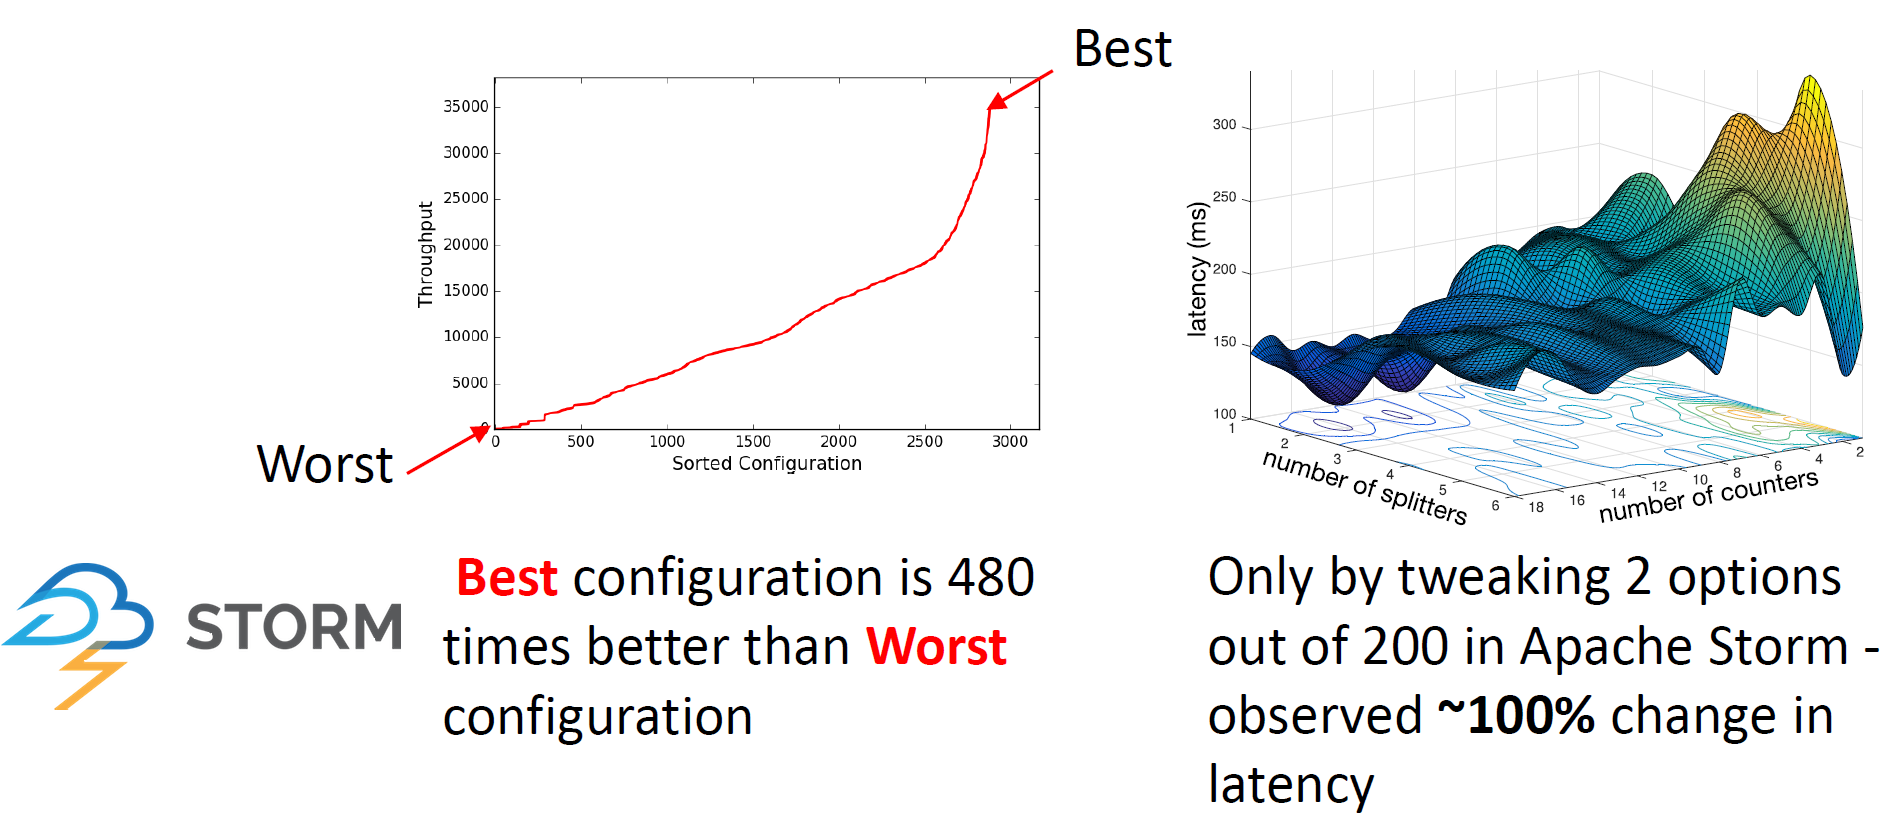 Best
35000
30000
25000
20000
15000
10000
5000
0
Throughput
0 500 1000 1500 2000 2500 3000
Sorted Configuration
Worst
300
250
200
150
100
latency (ms)
1 2 3 4 5 6
number of splitters
18 16 14 12 10 8 6 4 2
number of counters
STORM
Best configuration is 480
times better than Worst
configuration
Only by tweaking 2 options
out of 200 in Apache Storm -
observed ~100% change in
latency